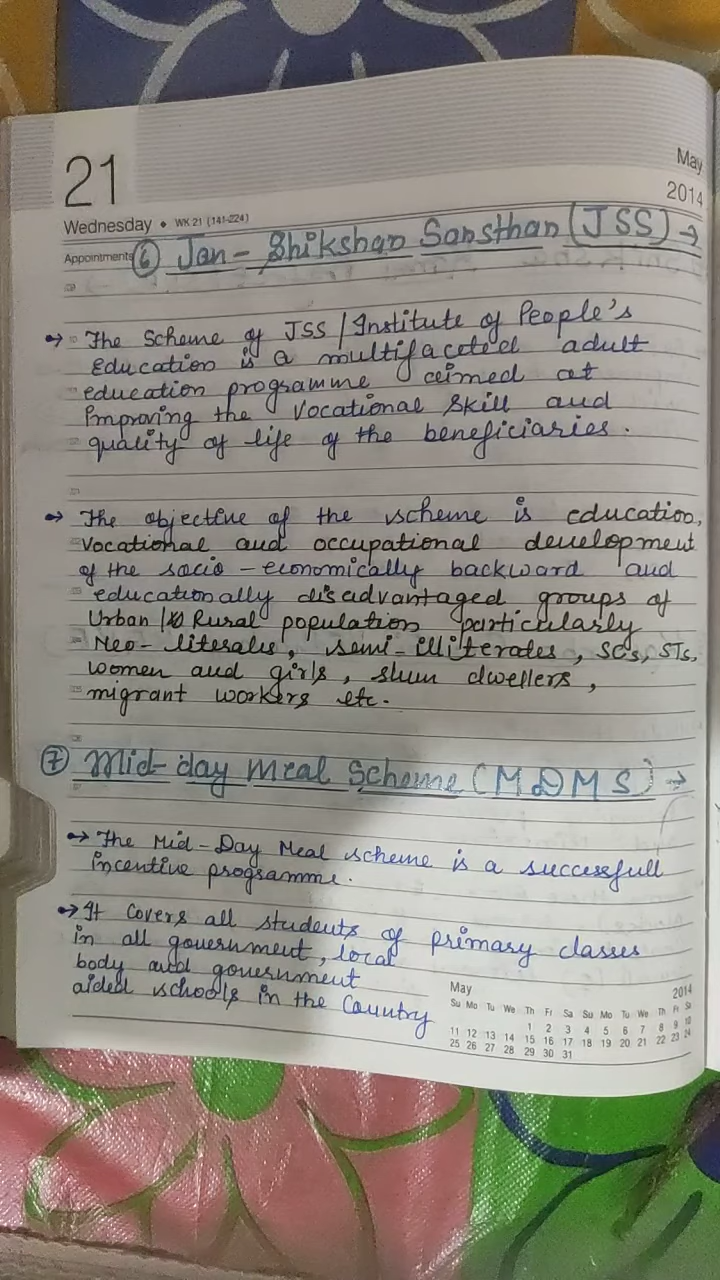 21
May
2014
Wednesday • WK 21 (141-224)
Appointments
⑥ Jan - Shikshan Sansthan (JSS) →
→ The Scheme of JSS / Institute of People's
Education is a multifaceted adult
education programme aimed at
Improving the Vocational Skill and
quality of life of the beneficiaries.
→ The objective of the scheme is education,
Vocational and occupational development
of the socio - economically backward and
educationally disadvantaged groups of
Urban / Rural population particularly
Neo - literates, semi - illiterates, SCs, STs,
women and girls, slum dwellers,
migrant workers etc.
⑦ Mid - day Meal Scheme (MDMS) →
→ The Mid - Day Meal scheme is a successfull
incentive programme.
→ It Covers all students of primary classes
in all government, local
body and government
aided schools in the Country
May 2014
Su Mo Tu We Th Fr Sa Su Mo Tu We Th Fr Sa
1 2 3 4 5 6 7 8 9 10
11 12 13 14 15 16 17 18 19 20 21 22 23 24
25 26 27 28 29 30 31